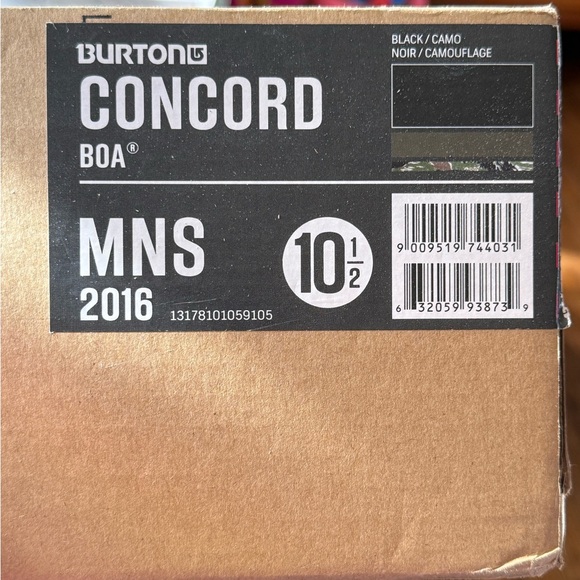 BURTON
CONCORD
BOA®
BLACK / CAMO
NOIR / CAMOUFLAGE
MNS
2016
13178101059105
10 1/2
9 009519 744031
6 32059 93873 9